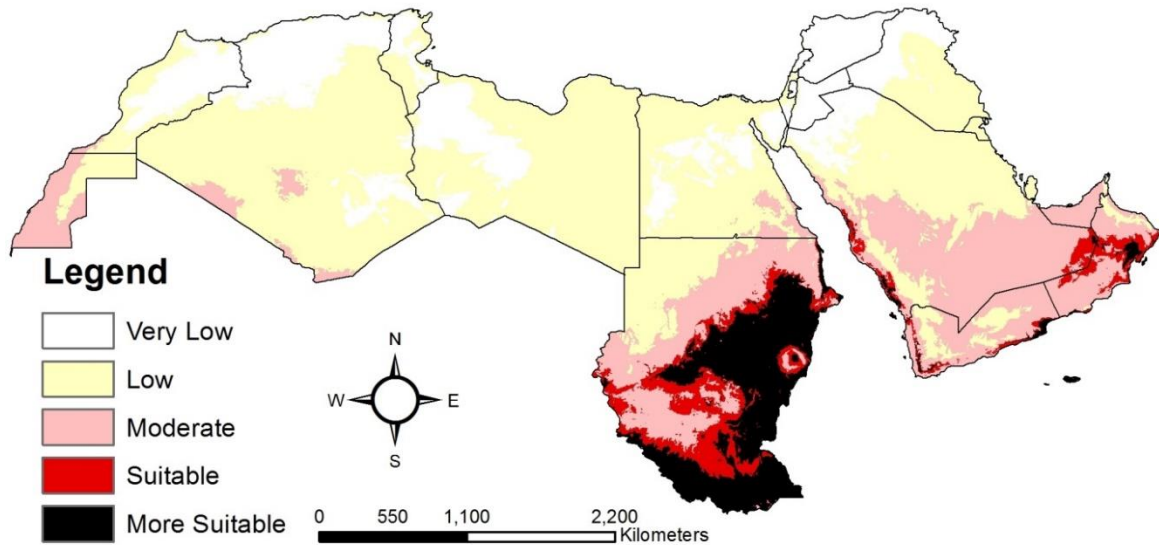 Legend
Very Low
Low
Moderate
Suitable
More Suitable
N
W E
S
0 550 1,100 2,200
Kilometers